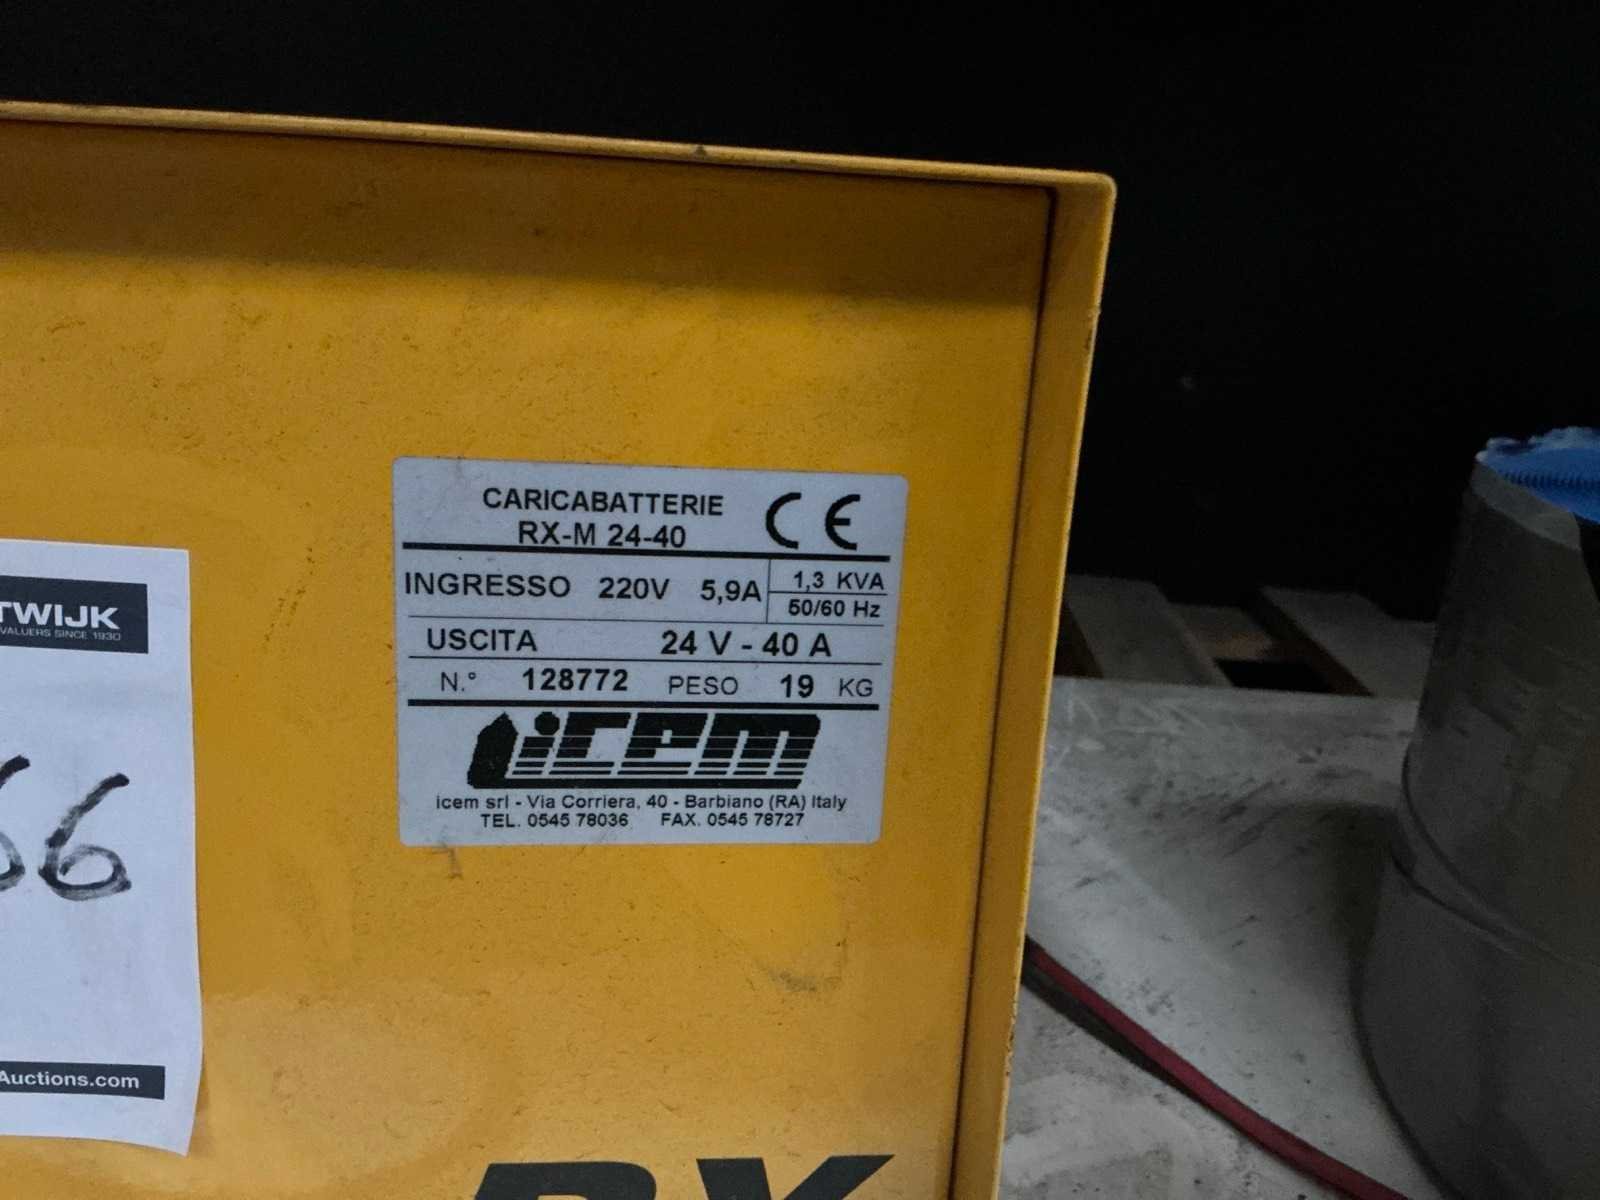 CARICABATTERIE CE
RX-M 24-40
INGRESSO 220V 5,9A 1,3 KVA
50/60 Hz
USCITA 24 V - 40 A
N.° 128772 PESO 19 KG
icem
icem srl - Via Corriera, 40 - Barbiano (RA) Italy
TEL. 0545 78036 FAX. 0545 78727
TWIJK
VALUERS SINCE 1930
66
Auctions.com
RX